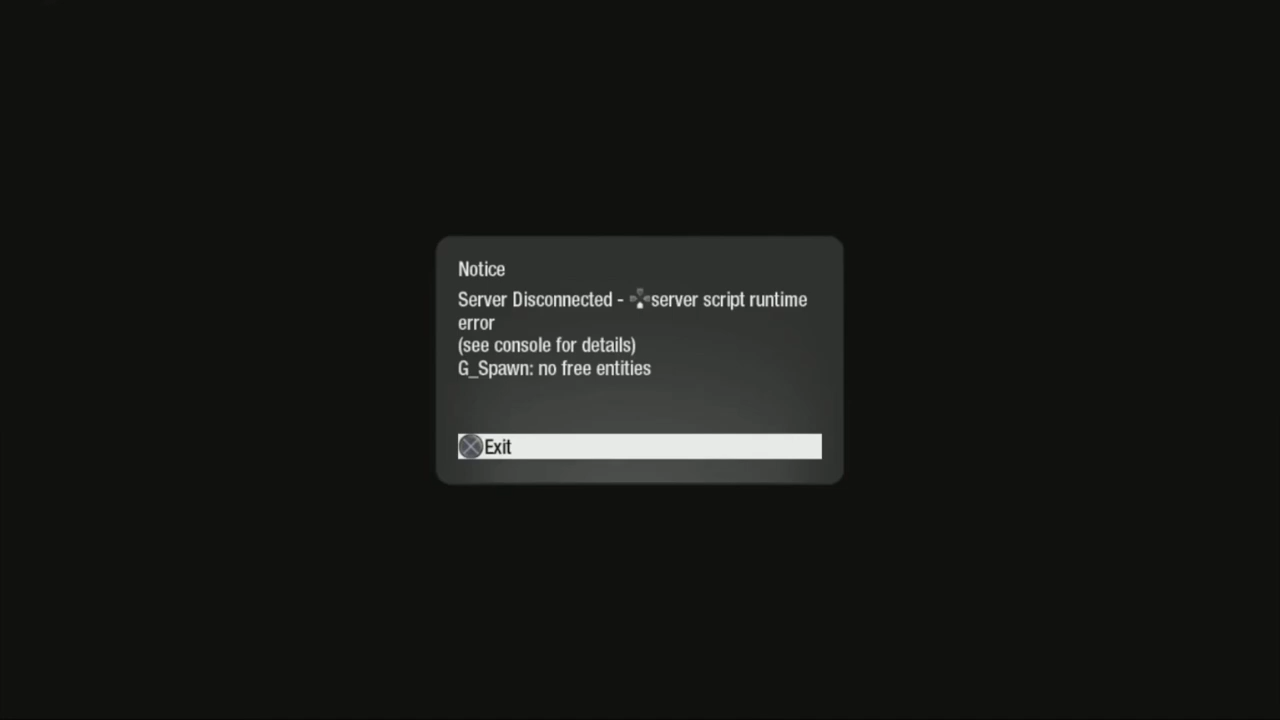 Notice
Server Disconnected - server script runtime
error
(see console for details)
G_Spawn: no free entities
Exit